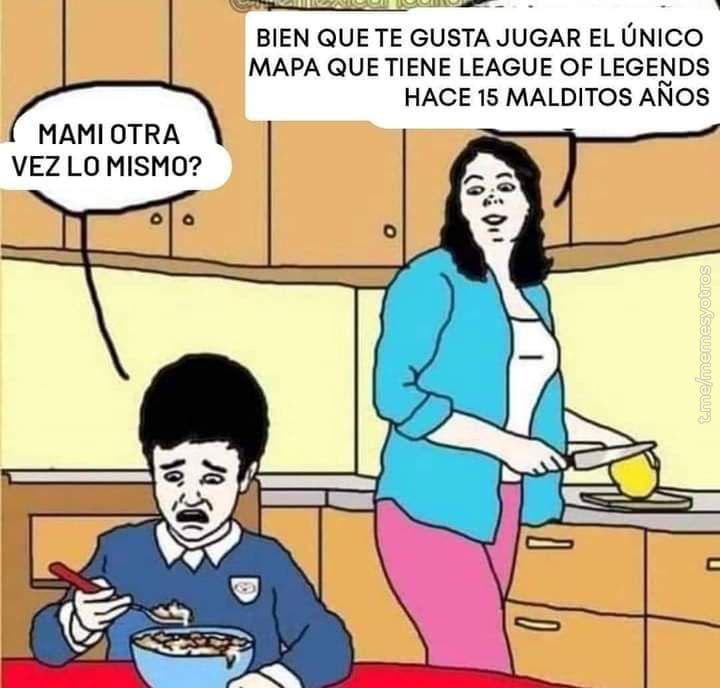 BIEN QUE TE GUSTA JUGAR EL ÚNICO
MAPA QUE TIENE LEAGUE OF LEGENDS
HACE 15 MALDITOS AÑOS
MAMI OTRA
VEZ LO MISMO?
t.me/memesyotros